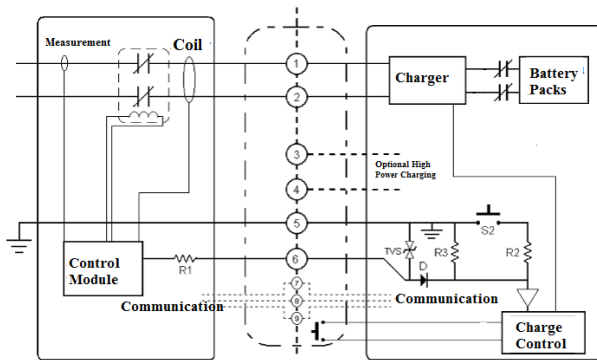 Measurement
Coil
1
Charger
Battery
Packs
2
3
Optional High
Power Charging
4
5
S2
TVS
R3
R2
Control
Module
R1
6
D
7
Communication
8
Communication
9
Charge
Control